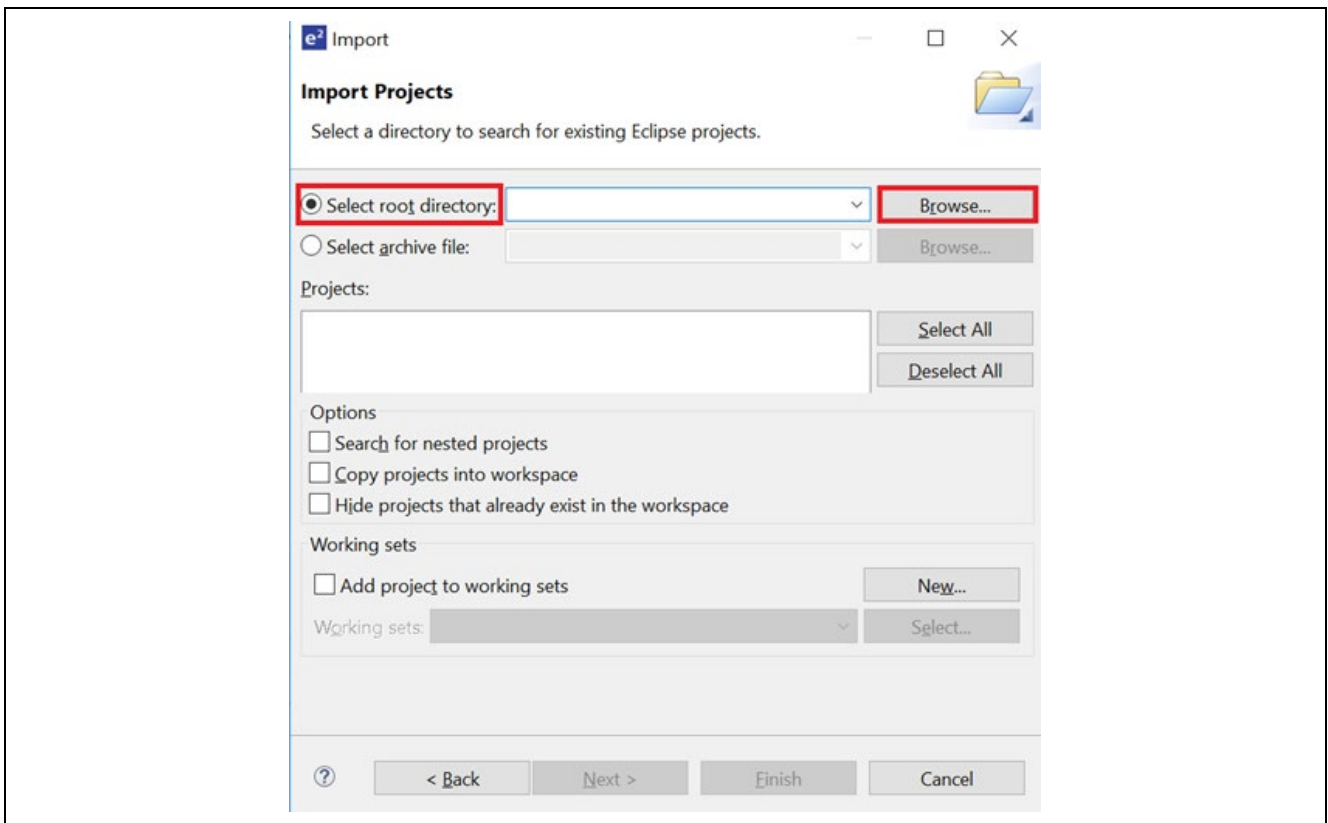 e² Import
Import Projects
Select a directory to search for existing Eclipse projects.
Select root directory: Browse...
Select archive file: Browse...
Projects:
Select All
Deselect All
Options
Search for nested projects
Copy projects into workspace
Hide projects that already exist in the workspace
Working sets
Add project to working sets New...
Working sets: Select...
? < Back Next > Finish Cancel